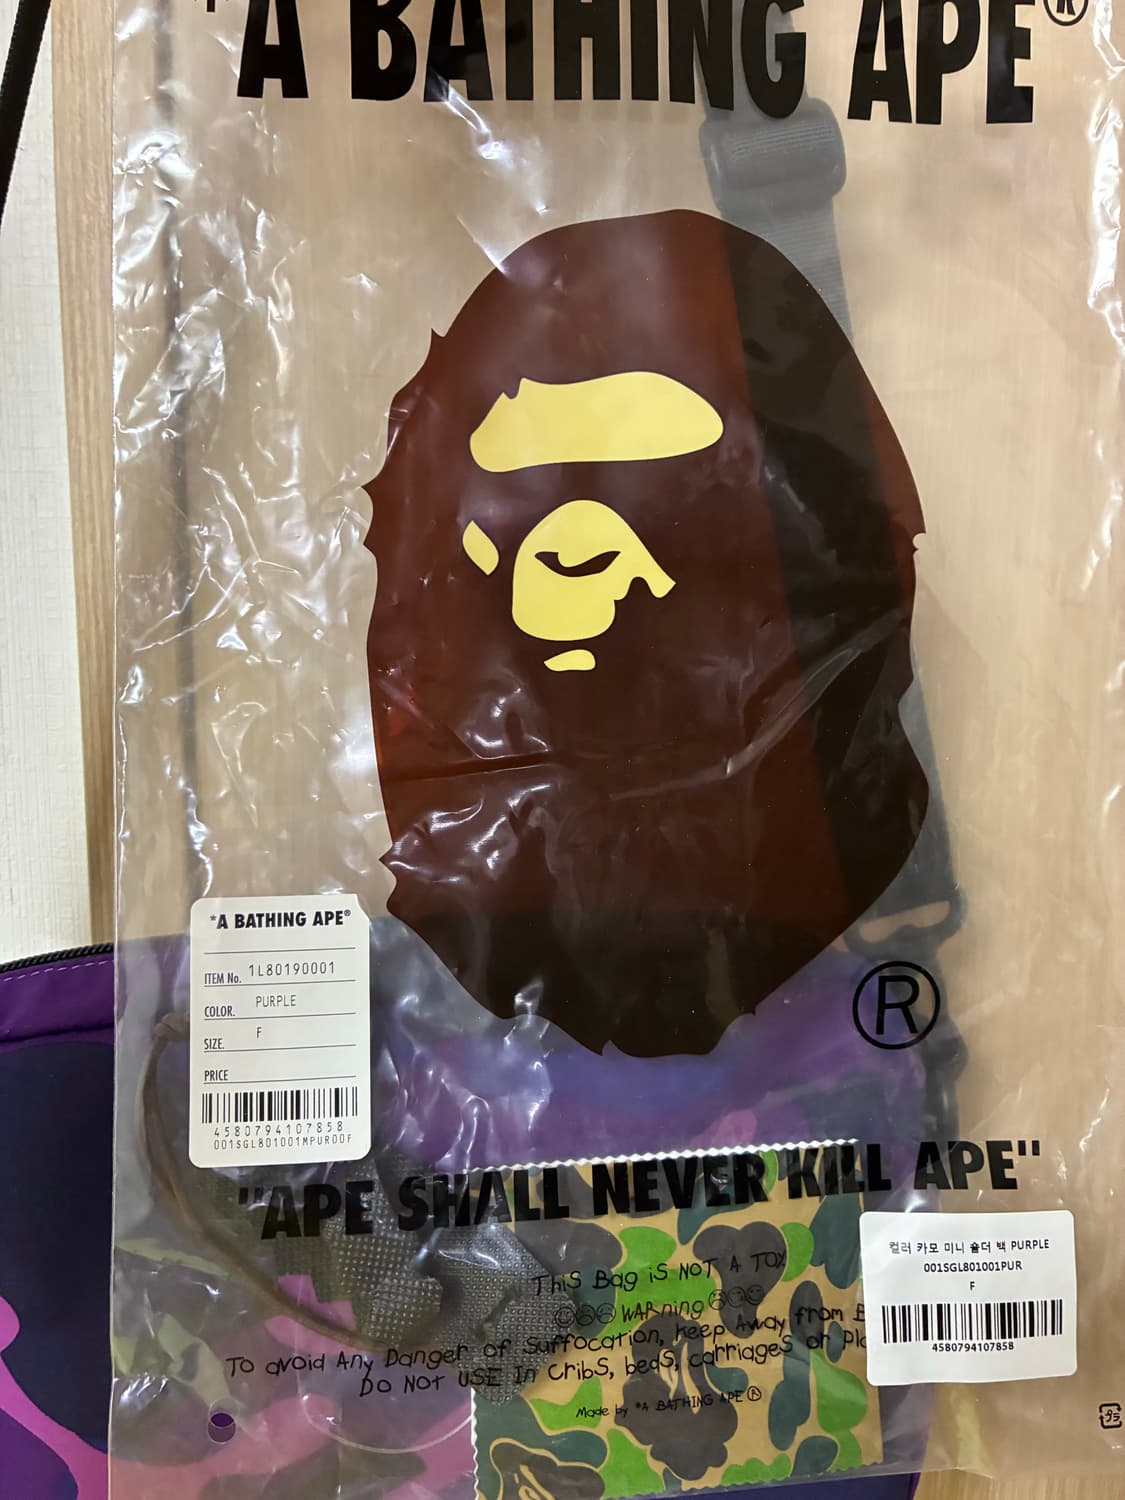 "A BATHING APE®
*A BATHING APE®
ITEM No. 1L80190001
COLOR. PURPLE
SIZE. F
PRICE
4580794107858
001SGL801001MPUR00F
®
"APE SHALL NEVER KILL APE"
THiS Bag iS NOT A TOY
WARning
To avoid Any Danger of Suffocation, Keep Away from B
DO NOT USE In CribS, bedS, carriageS or Pla
Made by *A BATHING APE®
컬러 카모 미니 숄더 백 PURPLE
001SGL801001PUR
F
4580794107858
プラ